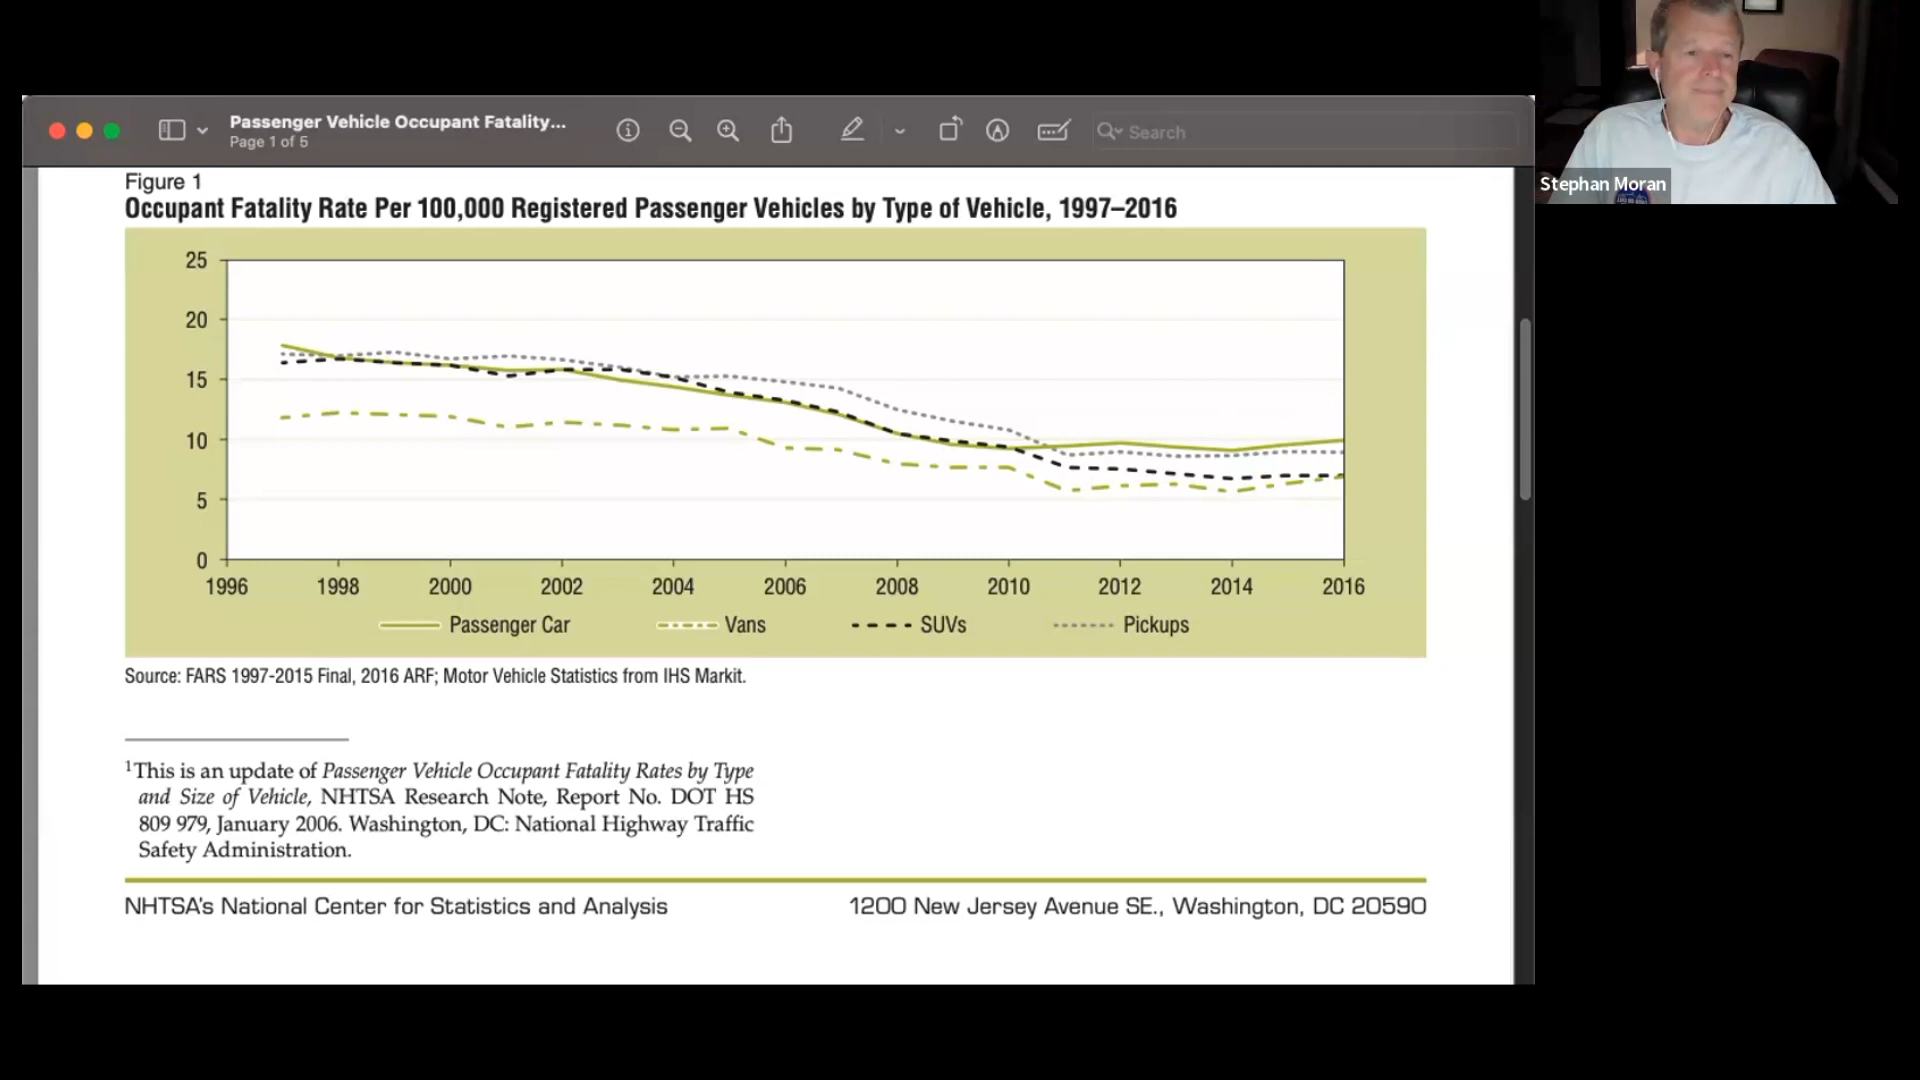 Passenger Vehicle Occupant Fatality...
Page 1 of 5
Search
Stephan Moran
Figure 1
Occupant Fatality Rate Per 100,000 Registered Passenger Vehicles by Type of Vehicle, 1997–2016
25
20
15
10
5
0
1996 1998 2000 2002 2004 2006 2008 2010 2012 2014 2016
Passenger Car Vans SUVs Pickups
Source: FARS 1997-2015 Final, 2016 ARF; Motor Vehicle Statistics from IHS Markit.
¹This is an update of Passenger Vehicle Occupant Fatality Rates by Type
and Size of Vehicle, NHTSA Research Note, Report No. DOT HS
809 979, January 2006. Washington, DC: National Highway Traffic
Safety Administration.
NHTSA's National Center for Statistics and Analysis
1200 New Jersey Avenue SE., Washington, DC 20590